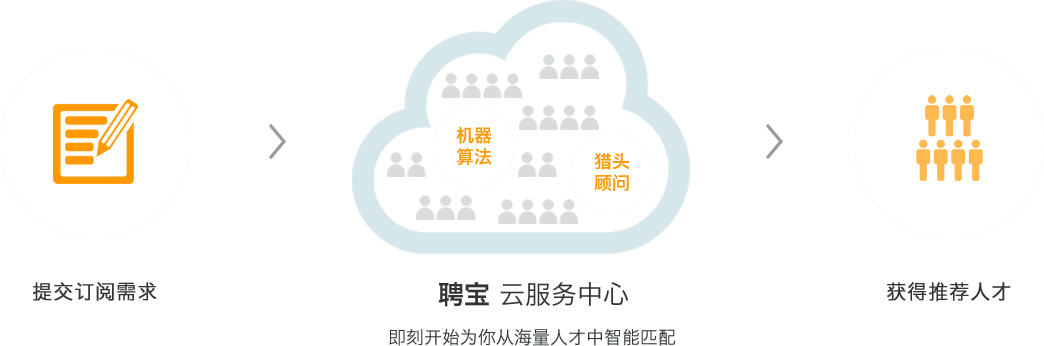 机器
算法
猎头
顾问
提交订阅需求
聘宝 云服务中心
获得推荐人才
即刻开始为你从海量人才中智能匹配